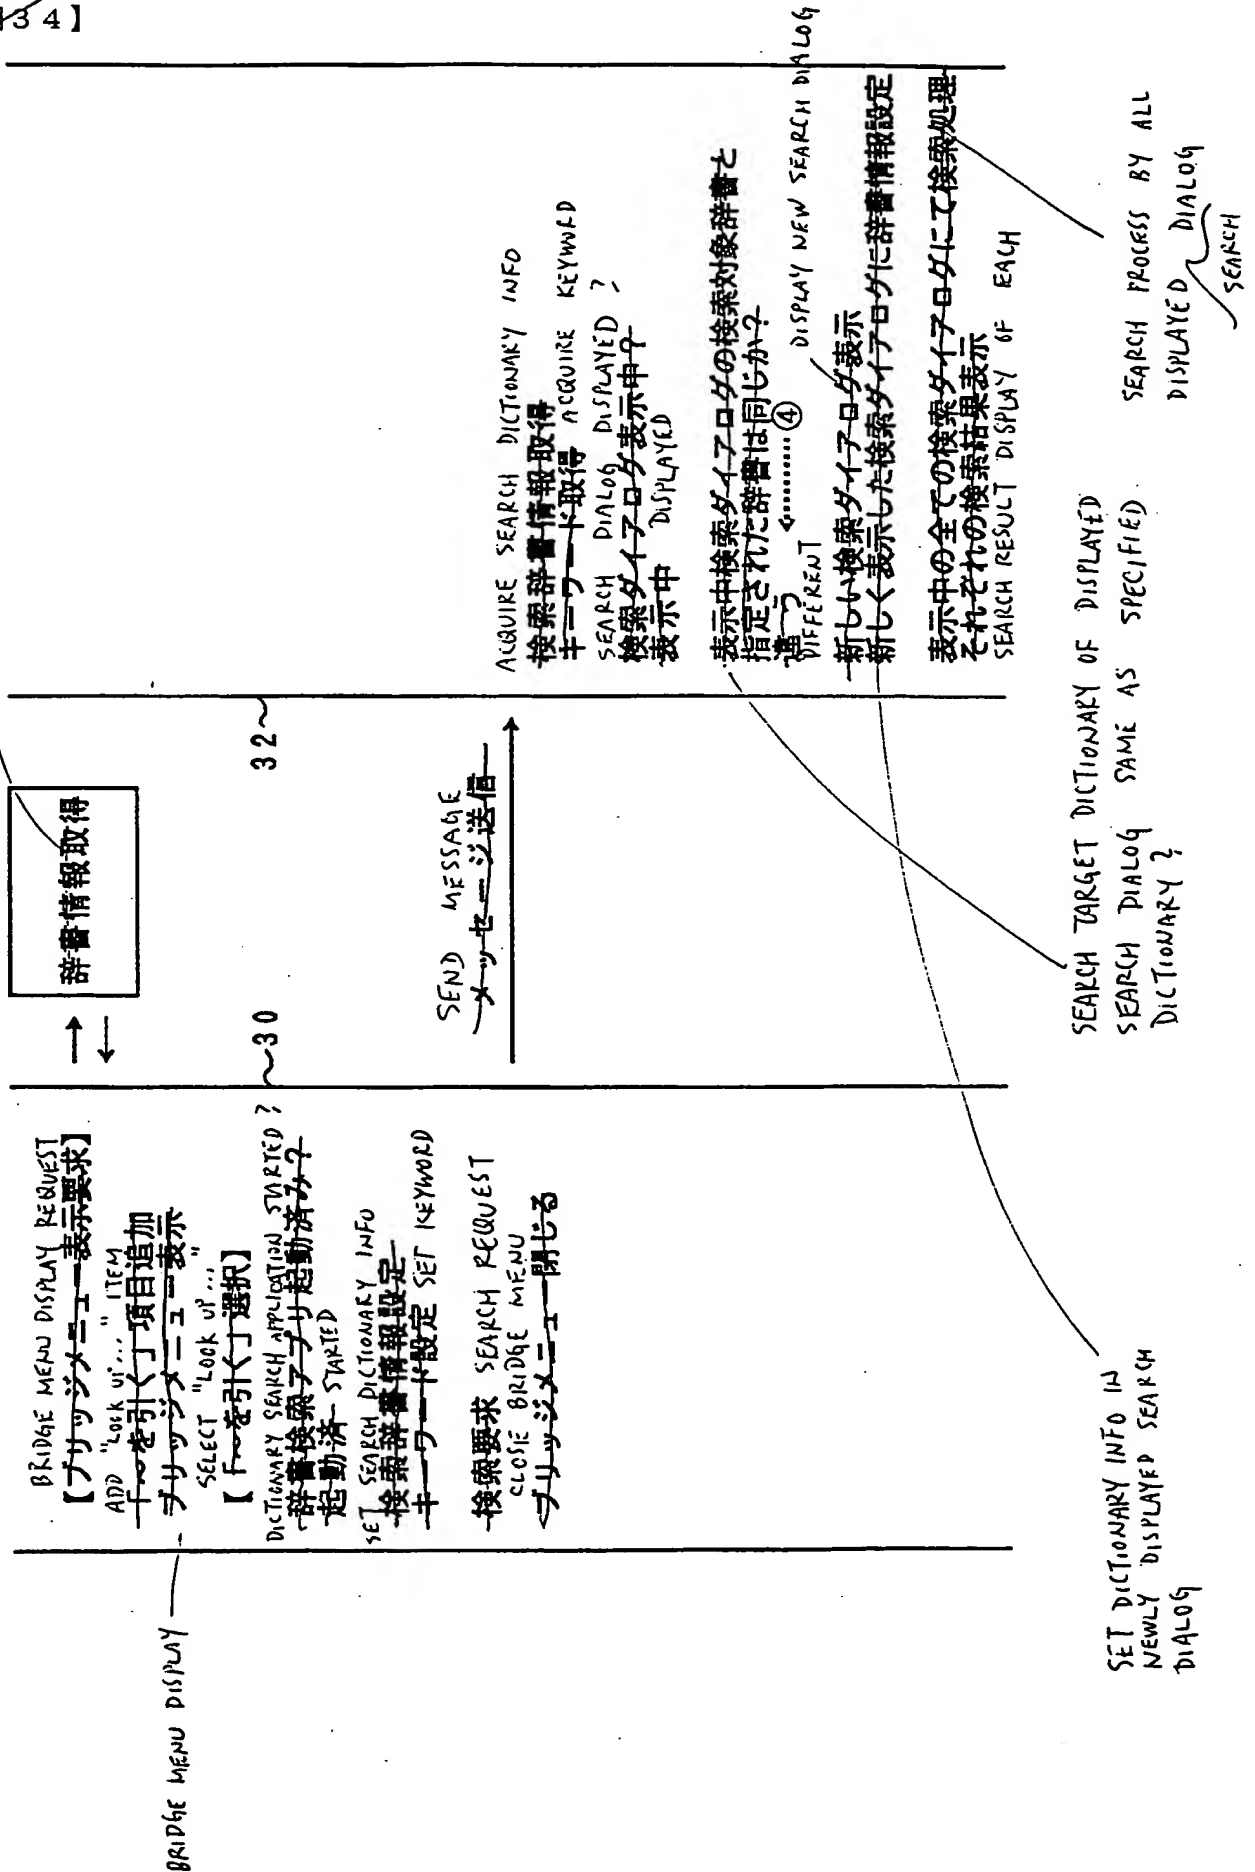 34】
BRIDGE MENU DISPLAY REQUEST
【ブリッジメニュー表示要求】
ADD "LOOK UP..." ITEM
「～を引く」項目追加
ブリッジメニュー表示
BRIDGE MENU DISPLAY
SELECT "LOOK UP..."
【「～を引く」選択】
DICTIONARY SEARCH APPLICATION STARTED?
辞書検索アプリ起動済み?
起動済 STARTED
SET SEARCH DICTIONARY INFO
検索辞書情報設定
キーワード設定 SET KEYWORD
検索要求 SEARCH REQUEST
CLOSE BRIDGE MENU
ブリッジメニュー閉じる
～30
辞書情報取得
32～
SEND MESSAGE
メッセージ送信
ACQUIRE SEARCH DICTIONARY INFO
検索辞書情報取得
キーワード取得 ACQUIRE KEYWORD
SEARCH DIALOG DISPLAYED?
検索ダイアログ表示中?
表示中 DISPLAYED
表示中検索ダイアログの検索対象辞書と
指定された辞書は同じか?
違う ④
DIFFERENT
DISPLAY NEW SEARCH DIALOG
新しい検索ダイアログ表示
新しく表示した検索ダイアログに辞書情報設定
表示中の全ての検索ダイアログにて検索処理
それぞれの検索結果表示
SEARCH RESULT DISPLAY OF EACH
SEARCH TARGET DICTIONARY OF DISPLAYED
SEARCH DIALOG SAME AS SPECIFIED
DICTIONARY?
SET DICTIONARY INFO IN
NEWLY DISPLAYED SEARCH
DIALOG
SEARCH PROCESS BY ALL
DISPLAYED DIALOG
SEARCH